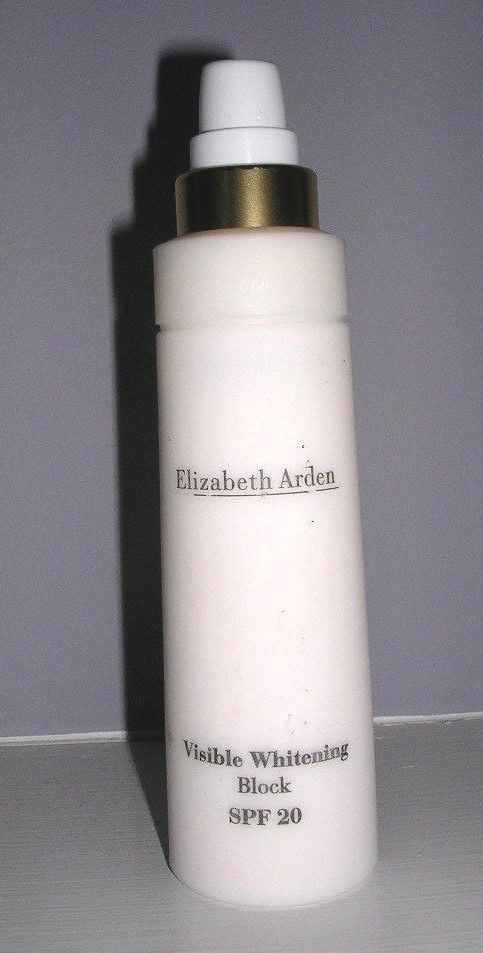 Elizabeth Arden
Visible Whitening
Block
SPF 20